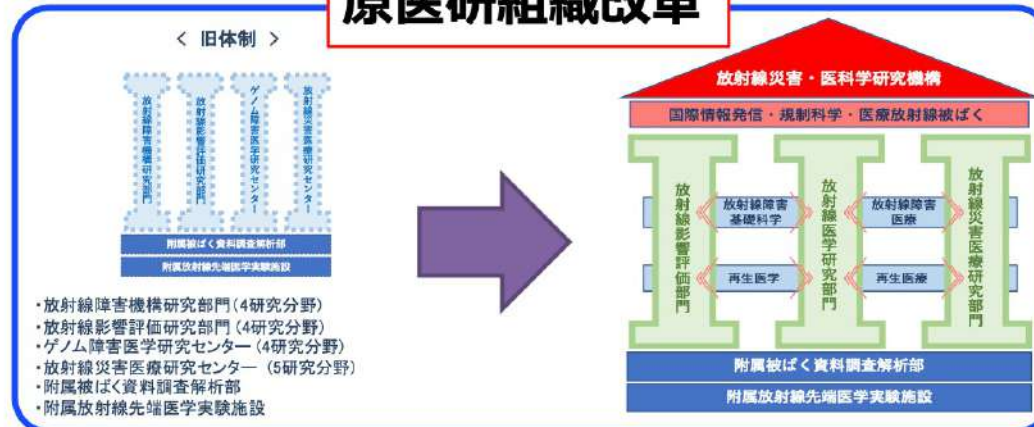 原医研組織改革
< 旧体制 >
放射線障害機構研究部門
放射線影響評価研究部門
ゲノム障害医学研究センター
放射線災害医療研究センター
附属被ばく資料調査解析部
附属放射線先端医学実験施設
・放射線障害機構研究部門(4研究分野)
・放射線影響評価研究部門(4研究分野)
・ゲノム障害医学研究センター(4研究分野)
・放射線災害医療研究センター (5研究分野)
・附属被ばく資料調査解析部
・附属放射線先端医学実験施設
放射線災害・医科学研究機構
国際情報発信・規制科学・医療放射線被ばく
放射線影響評価部門
放射線障害
基礎科学
再生医学
放射線医学研究部門
放射線障害
医療
再生医療
放射線災害医療研究部門
附属被ばく資料調査解析部
附属放射線先端医学実験施設